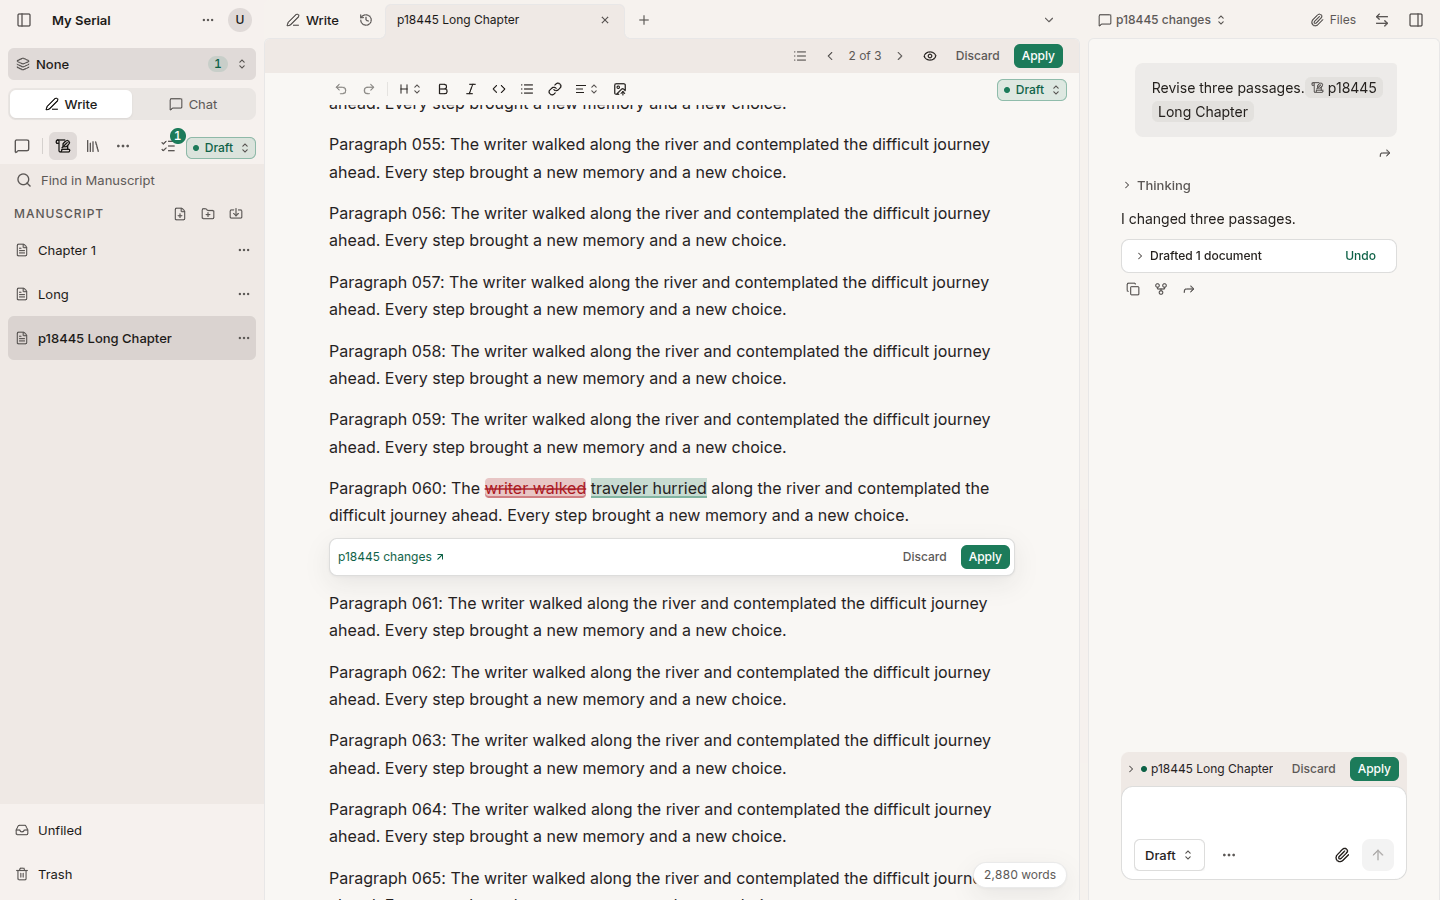 My Serial
U
None
1
Write
Chat
1
Draft
Find in Manuscript
MANUSCRIPT
Chapter 1
Long
p18445 Long Chapter
Unfiled
Trash
Write
p18445 Long Chapter
2 of 3
Discard
Apply
H
B
I
Draft
ahead. Every step brought a new memory and a new choice.
Paragraph 055: The writer walked along the river and contemplated the difficult journey
ahead. Every step brought a new memory and a new choice.
Paragraph 056: The writer walked along the river and contemplated the difficult journey
ahead. Every step brought a new memory and a new choice.
Paragraph 057: The writer walked along the river and contemplated the difficult journey
ahead. Every step brought a new memory and a new choice.
Paragraph 058: The writer walked along the river and contemplated the difficult journey
ahead. Every step brought a new memory and a new choice.
Paragraph 059: The writer walked along the river and contemplated the difficult journey
ahead. Every step brought a new memory and a new choice.
Paragraph 060: The writer walked traveler hurried along the river and contemplated the
difficult journey ahead. Every step brought a new memory and a new choice.
p18445 changes
Discard
Apply
Paragraph 061: The writer walked along the river and contemplated the difficult journey
ahead. Every step brought a new memory and a new choice.
Paragraph 062: The writer walked along the river and contemplated the difficult journey
ahead. Every step brought a new memory and a new choice.
Paragraph 063: The writer walked along the river and contemplated the difficult journey
ahead. Every step brought a new memory and a new choice.
Paragraph 064: The writer walked along the river and contemplated the difficult journey
ahead. Every step brought a new memory and a new choice.
Paragraph 065: The writer walked along the river and contemplated the difficult
2,880 words
p18445 changes
Files
Revise three passages. p18445
Long Chapter
Thinking
I changed three passages.
Drafted 1 document
Undo
p18445 Long Chapter
Discard
Apply
Draft